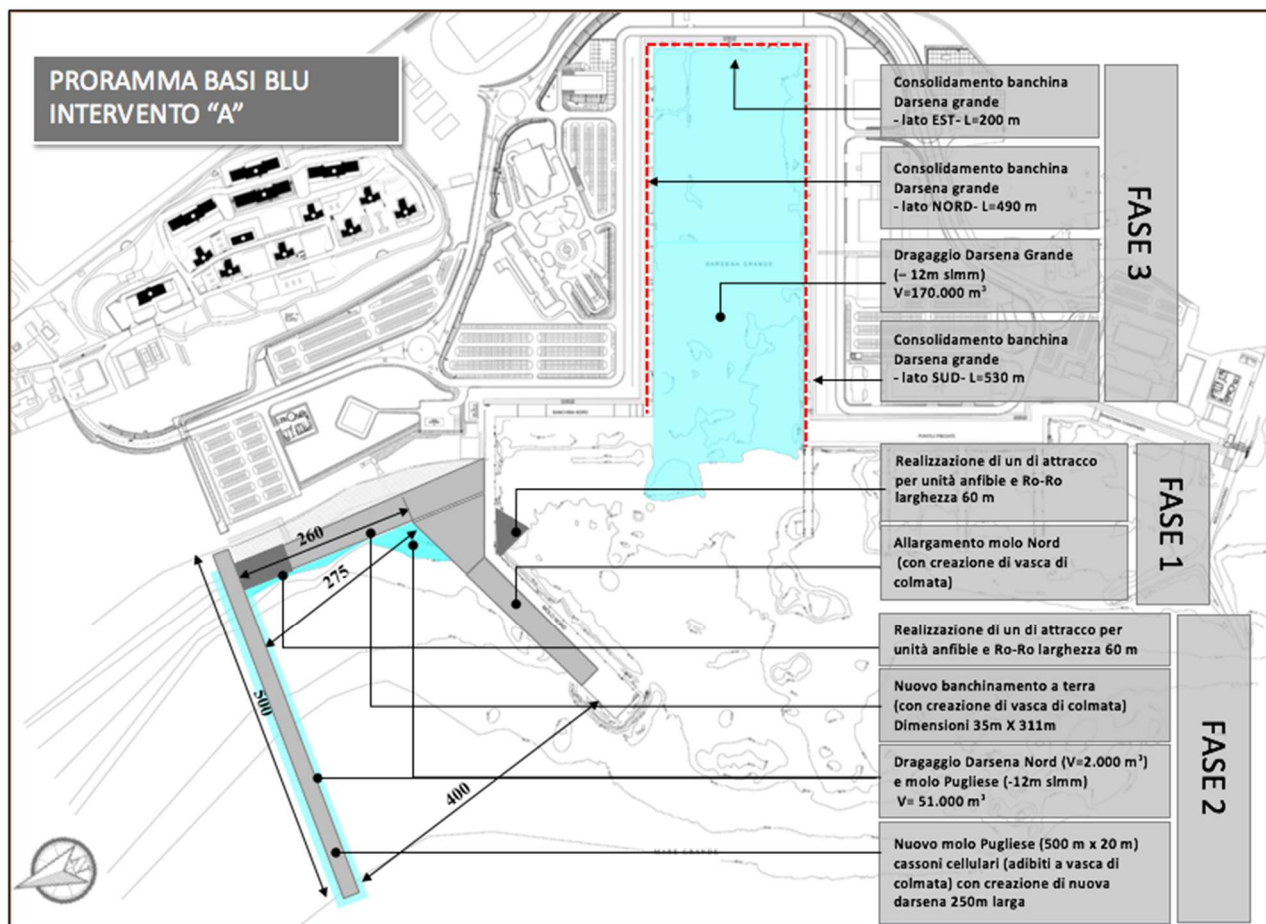 PRORAMMA BASI BLU
INTERVENTO “A”
Consolidamento banchina
Darsena grande
- lato EST- L=200 m
Consolidamento banchina
Darsena grande
- lato NORD- L=490 m
Dragaggio Darsena Grande
(– 12m slmm)
V=170.000 m³
Consolidamento banchina
Darsena grande
- lato SUD- L=530 m
FASE 3
DARSENA GRANDE
BANCHINA NORD
Realizzazione di un di attracco
per unità anfibie e Ro-Ro
larghezza 60 m
Allargamento molo Nord
(con creazione di vasca di
colmata)
FASE 1
Realizzazione di un di attracco per
unità anfibie e Ro-Ro larghezza 60 m
Nuovo banchinamento a terra
(con creazione di vasca di colmata)
Dimensioni 35m X 311m
Dragaggio Darsena Nord (V=2.000 m³)
e molo Pugliese (-12m slmm)
V= 51.000 m³
Nuovo molo Pugliese (500 m x 20 m)
cassoni cellulari (adibiti a vasca di
colmata) con creazione di nuova
darsena 250m larga
FASE 2
260
275
500
400
MARE GRANDE